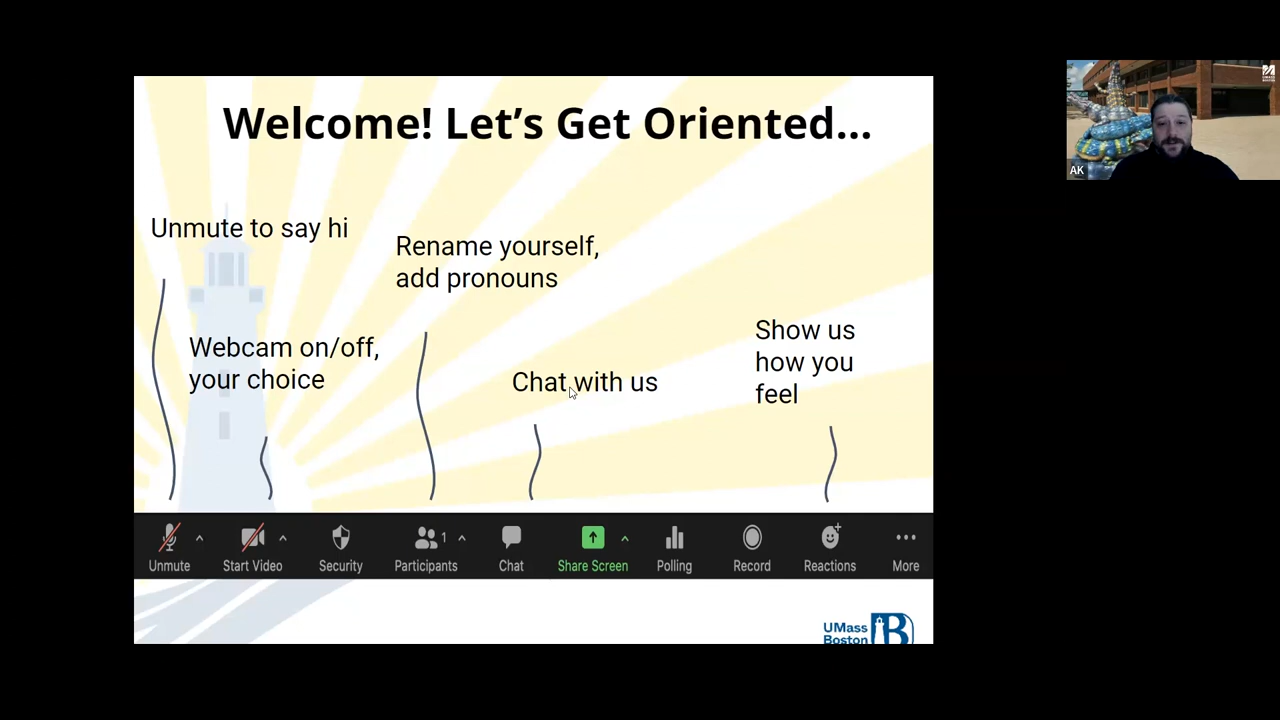 Welcome! Let's Get Oriented...
Unmute to say hi
Rename yourself,
add pronouns
Webcam on/off,
your choice
Chat with us
Show us
how you
feel
Unmute
Start Video
Security
1
Participants
Chat
Share Screen
Polling
Record
Reactions
More
UMass
Boston
B
AK
UMASS
BOSTON